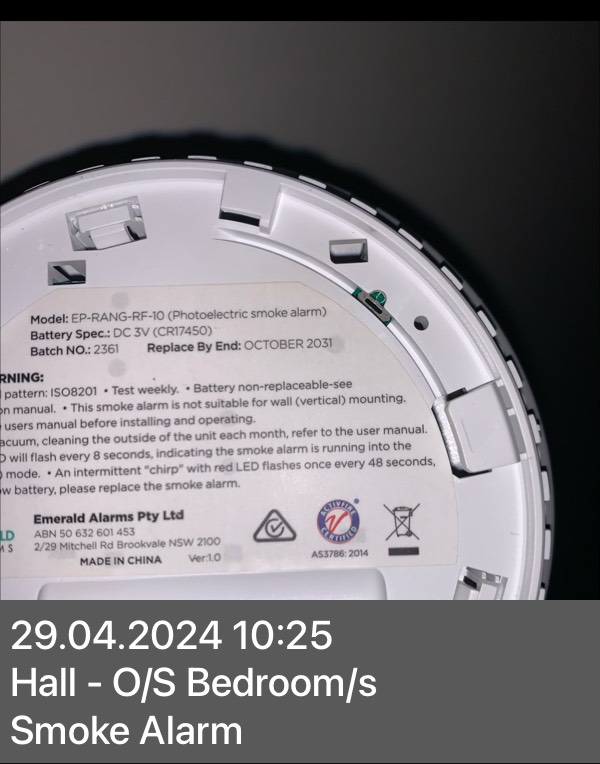 Model: EP-RANG-RF-10 (Photoelectric smoke alarm)
Battery Spec.: DC 3V (CR17450)
Batch NO.: 2361 Replace By End: OCTOBER 2031
RNING:
pattern: ISO8201 • Test weekly. • Battery non-replaceable-see
on manual. • This smoke alarm is not suitable for wall (vertical) mounting.
users manual before installing and operating.
acuum, cleaning the outside of the unit each month, refer to the user manual.
D will flash every 8 seconds, indicating the smoke alarm is running into the
) mode. • An intermittent "chirp" with red LED flashes once every 48 seconds,
w battery, please replace the smoke alarm.
Emerald Alarms Pty Ltd
LD ABN 50 632 601 453
M S 2/29 Mitchell Rd Brookvale NSW 2100
MADE IN CHINA Ver:1.0
ACTIVFIRE
CERTIFIED
AS3786: 2014
29.04.2024 10:25
Hall - O/S Bedroom/s
Smoke Alarm